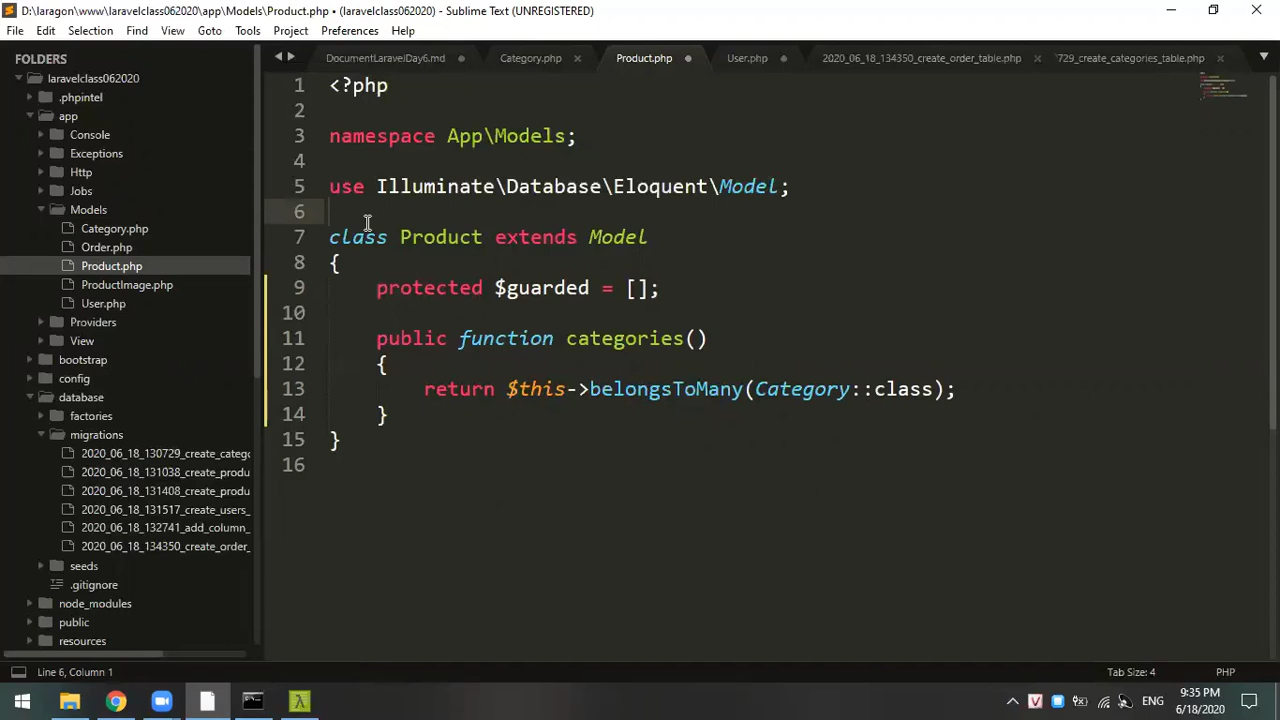 D:\laragon\www\laravelclass062020\app\Models\Product.php • (laravelclass062020) - Sublime Text (UNREGISTERED)
File Edit Selection Find View Goto Tools Project Preferences Help
FOLDERS
laravelclass062020
.phpintel
app
Console
Exceptions
Http
Jobs
Models
Category.php
Order.php
Product.php
ProductImage.php
User.php
Providers
View
bootstrap
config
database
factories
migrations
2020_06_18_130729_create_catego
2020_06_18_131038_create_produ
2020_06_18_131408_create_produ
2020_06_18_131517_create_users_
2020_06_18_132741_add_column_
2020_06_18_134350_create_order_
seeds
.gitignore
node_modules
public
resources
DocumentLaravelDay6.md Category.php Product.php User.php 2020_06_18_134350_create_order_table.php '729_create_categories_table.php
1 <?php
2
3 namespace App\Models;
4
5 use Illuminate\Database\Eloquent\Model;
6
7 class Product extends Model
8 {
9 protected $guarded = [];
10
11 public function categories()
12 {
13 return $this->belongsToMany(Category::class);
14 }
15 }
16
Line 6, Column 1 Tab Size: 4 PHP
ENG
9:35 PM
6/18/2020